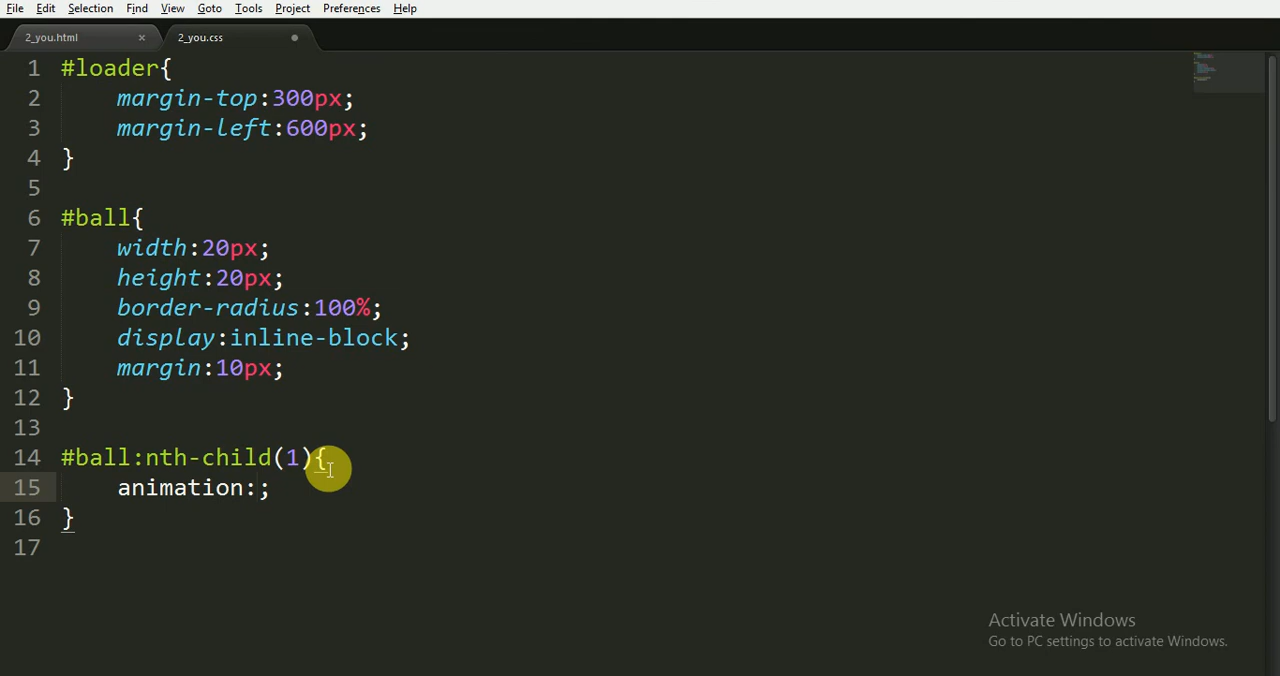 File Edit Selection Find View Goto Tools Project Preferences Help
2_you.html × 2_you.css
1 #loader{
2 margin-top:300px;
3 margin-left:600px;
4 }
5
6 #ball{
7 width:20px;
8 height:20px;
9 border-radius:100%;
10 display:inline-block;
11 margin:10px;
12 }
13
14 #ball:nth-child(1){
15 animation:;
16 }
17
Activate Windows
Go to PC settings to activate Windows.